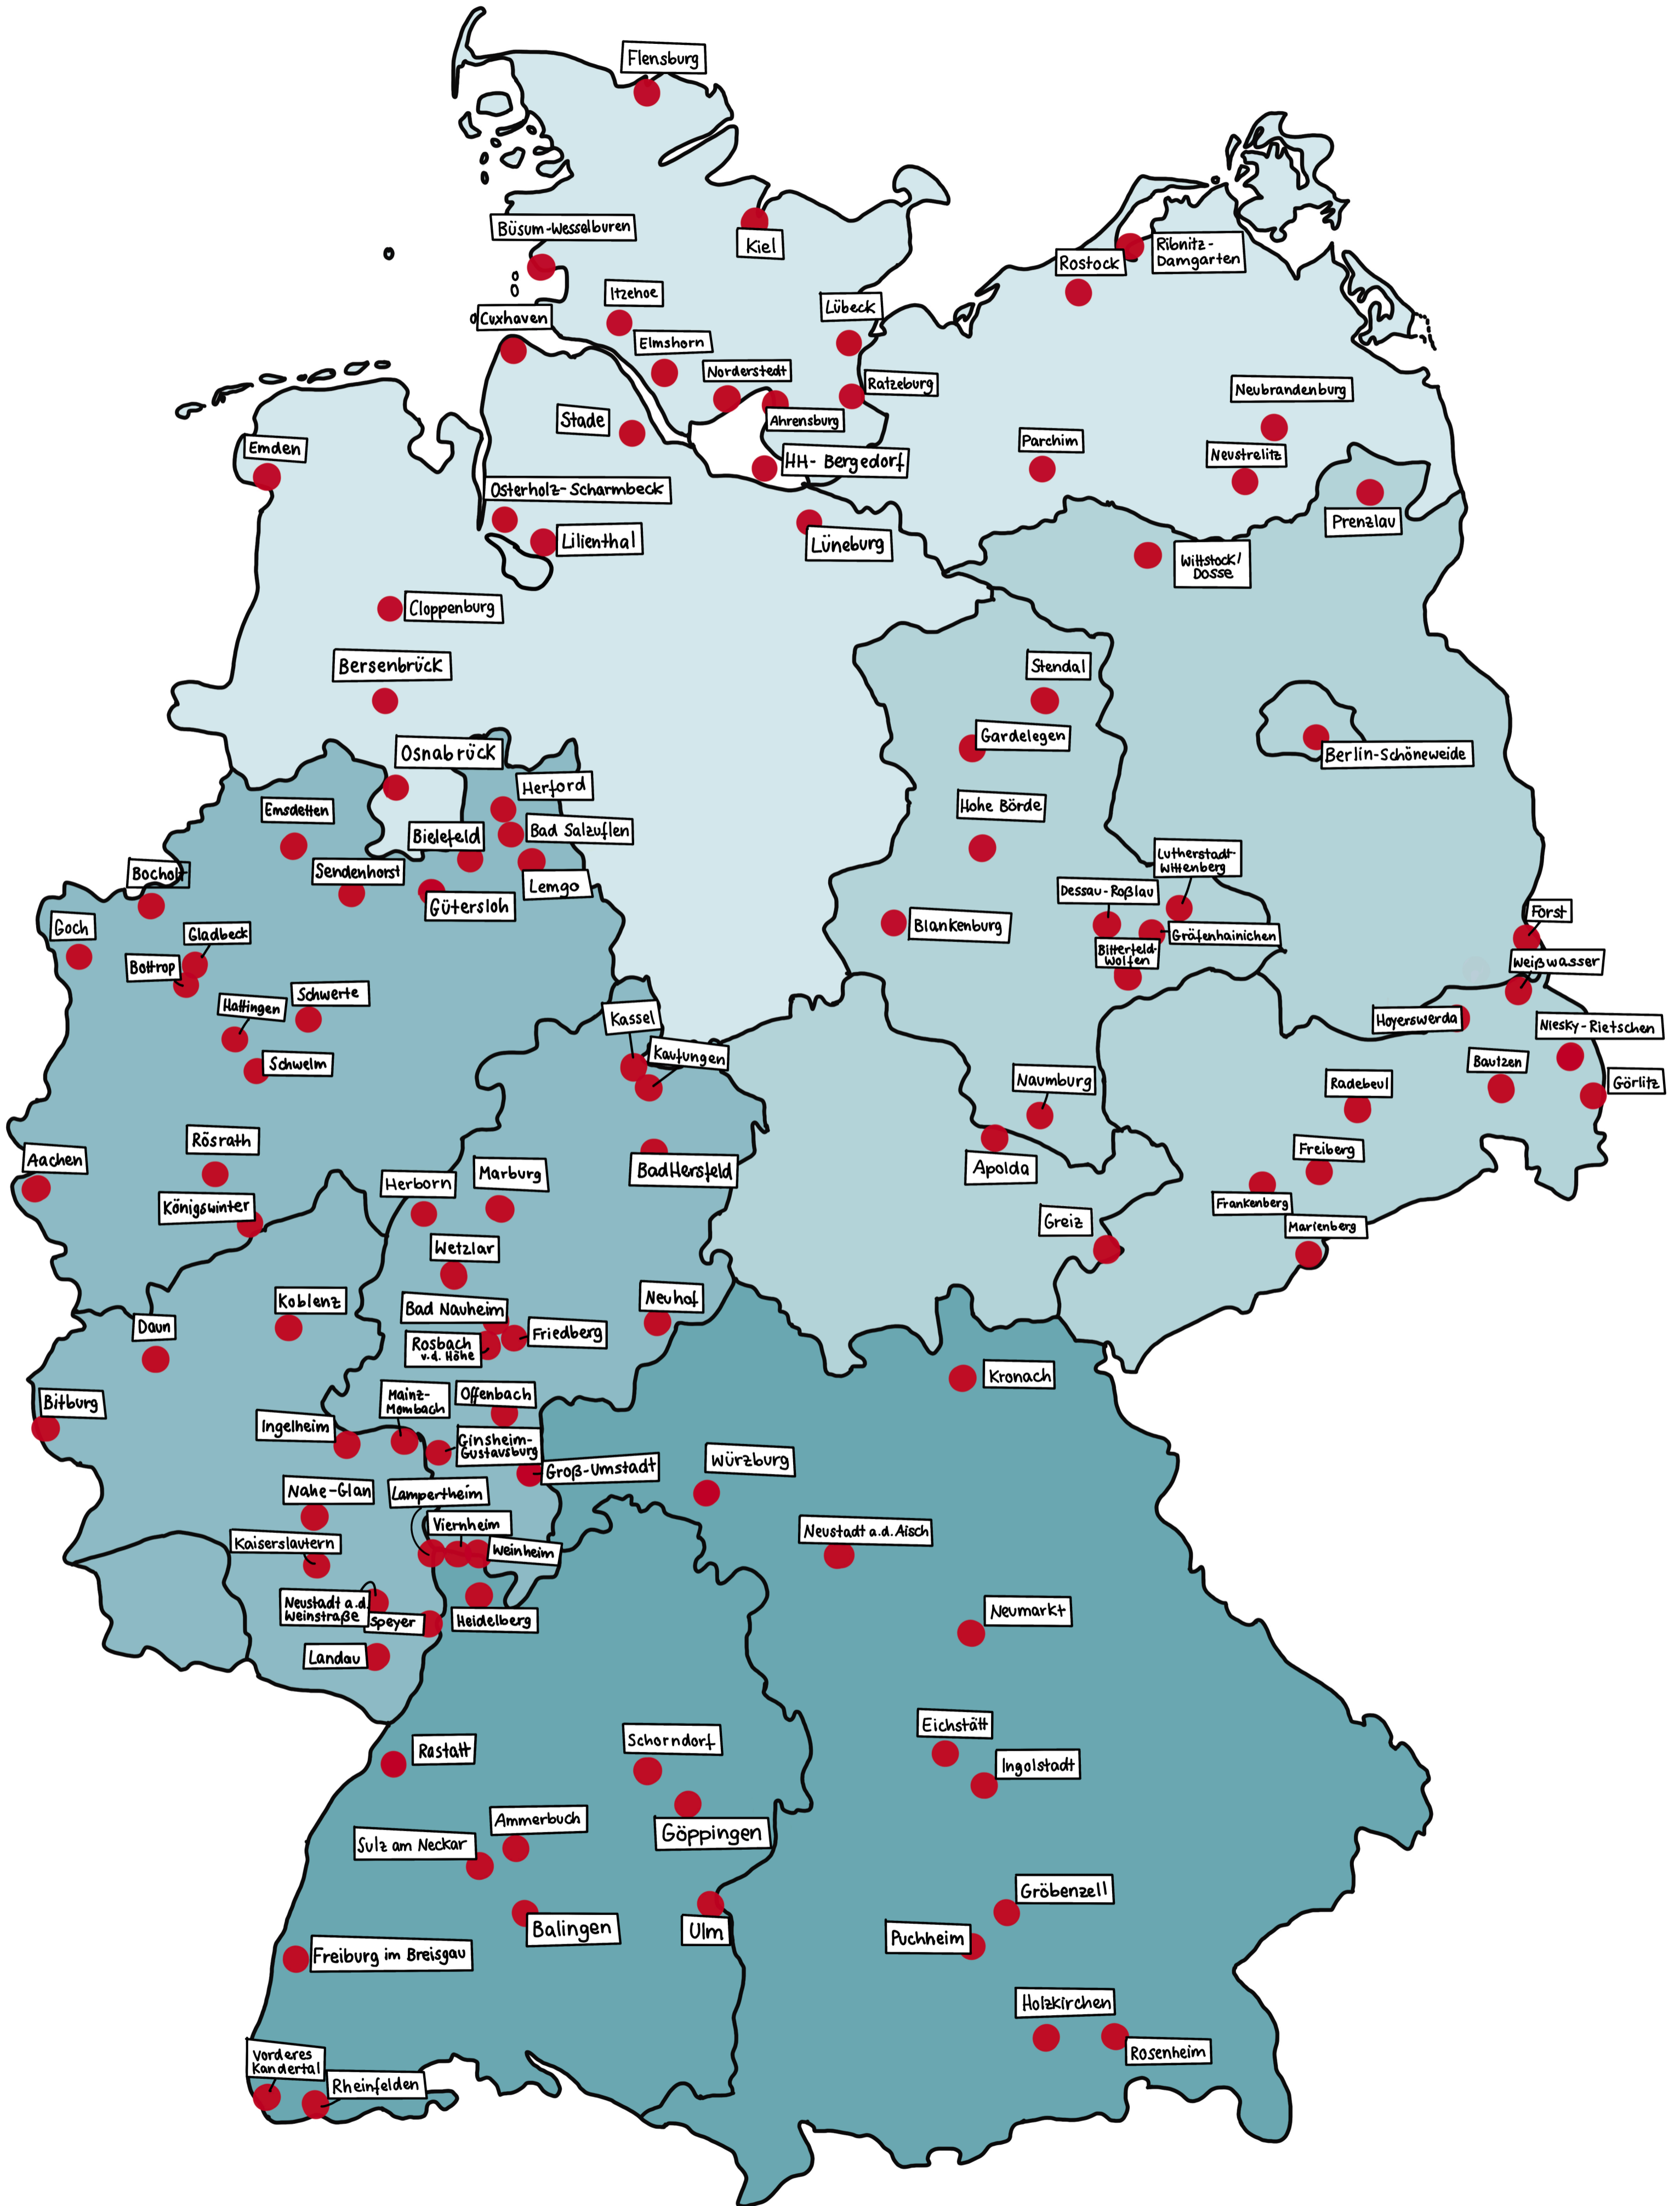 Flensburg
Büsum-Wesselburen
Kiel
Ribnitz-
Damgarten
Rostock
Itzehoe
Lübeck
Cuxhaven
Elmshorn
Norderstedt
Ratzeburg
Neubrandenburg
Stade
Ahrensburg
Parchim
Emden
HH- Bergedorf
Neustrelitz
Osterholz-Scharmbeck
Prenzlau
Lilienthal
Lüneburg
Wittstock/
Dosse
Cloppenburg
Bersenbrück
Stendal
Gardelegen
Osnabrück
Berlin-Schöneweide
Herford
Hohe Börde
Emsdetten
Bad Salzuflen
Bielefeld
Lutherstadt
Wittenberg
Bocholt
Sendenhorst
Lemgo
Dessau-Roßlau
Gütersloh
Forst
Goch
Gladbeck
Blankenburg
Gräfenhainichen
Bitterfeld-
Wolfen
Bottrop
Weißwasser
Schwerte
Hattingen
Kassel
Hoyerswerda
Niesky-Rietschen
Kaufungen
Schwelm
Bautzen
Naumburg
Radebeul
Görlitz
Rösrath
Freiberg
Aachen
Bad Hersfeld
Apolda
Marburg
Herborn
Königswinter
Frankenberg
Greiz
Marienberg
Wetzlar
Koblenz
Neuhof
Bad Nauheim
Daun
Friedberg
Rosbach
v.d. Höhe
Kronach
Bitburg
Mainz-
Mombach
Offenbach
Ingelheim
Ginsheim-
Gustavsburg
Groß-Umstadt
Würzburg
Nahe-Glan
Lampertheim
Viernheim
Neustadt a.d.Aisch
Kaiserslautern
Weinheim
Neustadt a.d.
Weinstraße
Speyer
Heidelberg
Neumarkt
Landau
Eichstätt
Rastatt
Schorndorf
Ingolstadt
Ammerbuch
Göppingen
Sulz am Neckar
Gröbenzell
Balingen
Ulm
Puchheim
Freiburg im Breisgau
Holzkirchen
Rosenheim
Vorderes
Kandertal
Rheinfelden